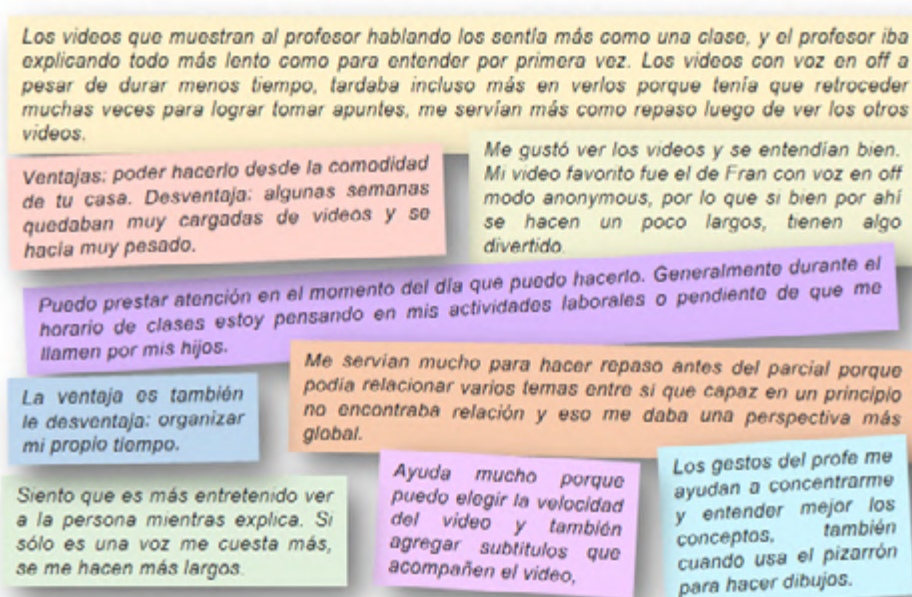 Los videos que muestran al profesor hablando los sentía más como una clase, y el profesor iba
explicando todo más lento como para entender por primera vez. Los videos con voz en off a
pesar de durar menos tiempo, tardaba incluso más en verlos porque tenía que retroceder
muchas veces para lograr tomar apuntes, me servían más como repaso luego de ver los otros
videos.
Ventajas: poder hacerlo desde la comodidad
de tu casa. Desventaja: algunas semanas
quedaban muy cargadas de videos y se
hacía muy pesado.
Me gustó ver los videos y se entendían bien.
Mi video favorito fue el de Fran con voz en off
modo anonymous, por lo que si bien por ahí
se hacen un poco largos, tienen algo
divertido.
Puedo prestar atención en el momento del día que puedo hacerlo. Generalmente durante el
horario de clases estoy pensando en mis actividades laborales o pendiente de que me
llamen por mis hijos.
Me servían mucho para hacer repaso antes del parcial porque
podía relacionar varios temas entre si que capaz en un principio
no encontraba relación y eso me daba una perspectiva más
global.
La ventaja es también
le desventaja: organizar
mi propio tiempo.
Siento que es más entretenido ver
a la persona mientras explica. Si
sólo es una voz me cuesta más,
se me hacen más largos.
Ayuda mucho porque
puedo elegir la velocidad
del video y también
agregar subtítulos que
acompañen el video,
Los gestos del profe me
ayudan a concentrarme
y entender mejor los
conceptos, también
cuando usa el pizarrón
para hacer dibujos.